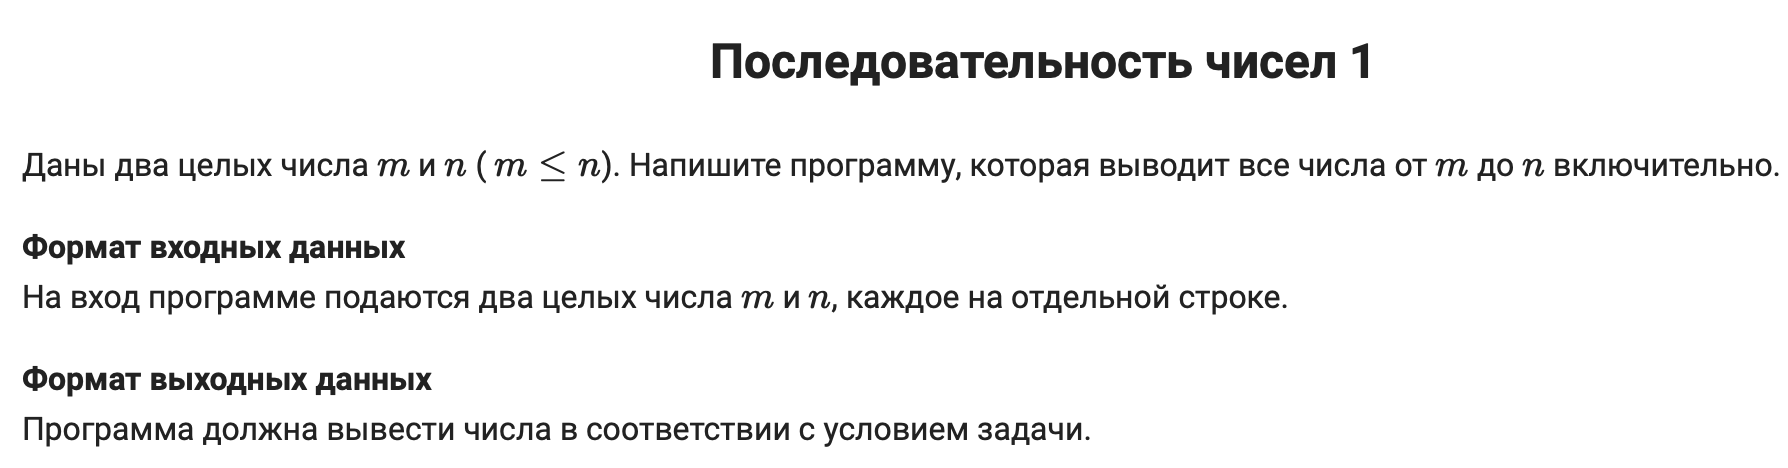 Последовательность чисел 1
Даны два целых числа m и n ( m ≤ n). Напишите программу, которая выводит все числа от m до n включительно.
Формат входных данных
На вход программе подаются два целых числа m и n, каждое на отдельной строке.
Формат выходных данных
Программа должна вывести числа в соответствии с условием задачи.